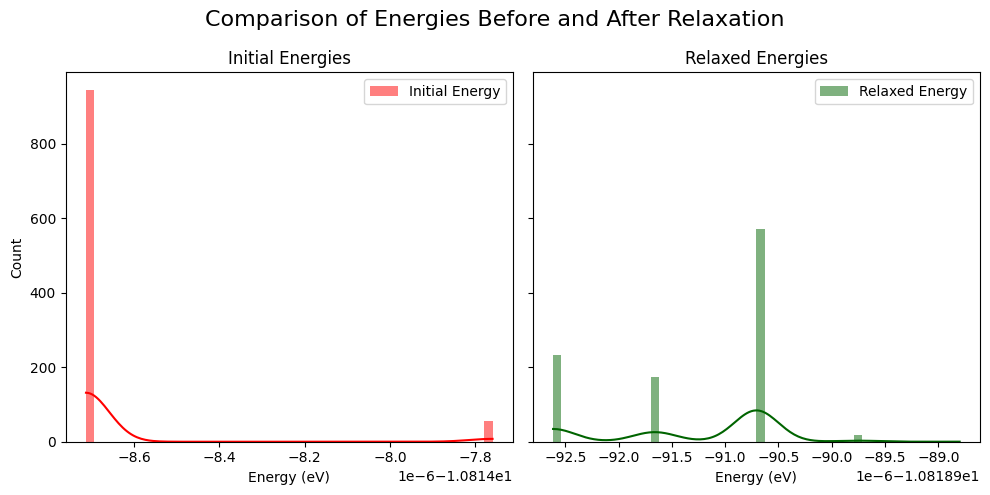 Comparison of Energies Before and After Relaxation
Initial Energies
Relaxed Energies
Initial Energy
Relaxed Energy
Count
800
600
400
200
0
−8.6 −8.4 −8.2 −8.0 −7.8
Energy (eV)
1e−6−1.0814e1
−92.5 −92.0 −91.5 −91.0 −90.5 −90.0 −89.5 −89.0
Energy (eV)
1e−6−1.08189e1